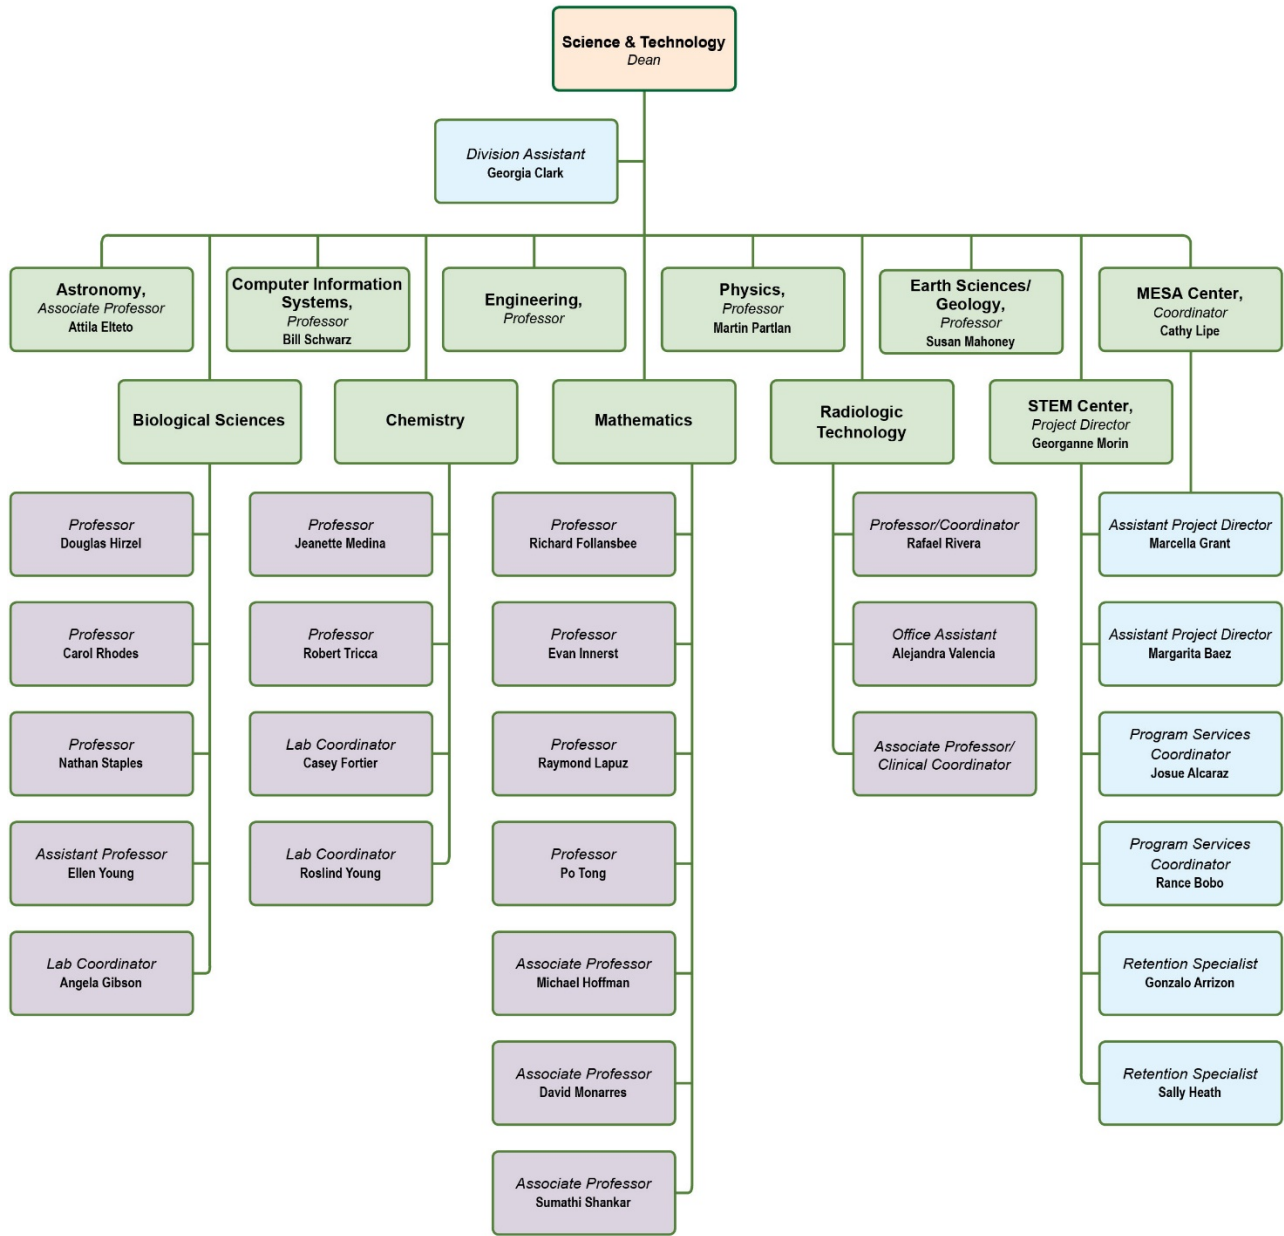 Science & Technology
Dean
Division Assistant
Georgia Clark
Astronomy,
Associate Professor
Attila Elteto
Computer Information
Systems,
Professor
Bill Schwarz
Engineering,
Professor
Physics,
Professor
Martin Partlan
Earth Sciences/
Geology,
Professor
Susan Mahoney
MESA Center,
Coordinator
Cathy Lipe
Biological Sciences
Chemistry
Mathematics
Radiologic
Technology
STEM Center,
Project Director
Georganne Morin
Professor
Douglas Hirzel
Professor
Carol Rhodes
Professor
Nathan Staples
Assistant Professor
Ellen Young
Lab Coordinator
Angela Gibson
Professor
Jeanette Medina
Professor
Robert Tricca
Lab Coordinator
Casey Fortier
Lab Coordinator
Roslind Young
Professor
Richard Follansbee
Professor
Evan Innerst
Professor
Raymond Lapuz
Professor
Po Tong
Associate Professor
Michael Hoffman
Associate Professor
David Monarres
Associate Professor
Sumathi Shankar
Professor/Coordinator
Rafael Rivera
Office Assistant
Alejandra Valencia
Associate Professor/
Clinical Coordinator
Assistant Project Director
Marcella Grant
Assistant Project Director
Margarita Baez
Program Services
Coordinator
Josue Alcaraz
Program Services
Coordinator
Rance Bobo
Retention Specialist
Gonzalo Arrizon
Retention Specialist
Sally Heath